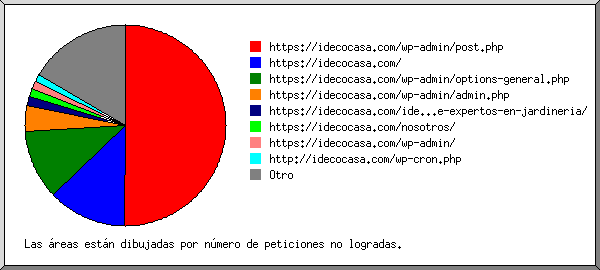 https://idecocasa.com/wp-admin/post.php
https://idecocasa.com/
https://idecocasa.com/wp-admin/options-general.php
https://idecocasa.com/wp-admin/admin.php
https://idecocasa.com/ide...e-expertos-en-jardineria/
https://idecocasa.com/nosotros/
https://idecocasa.com/wp-admin/
http://idecocasa.com/wp-cron.php
Otro
Las áreas están dibujadas por número de peticiones no logradas.